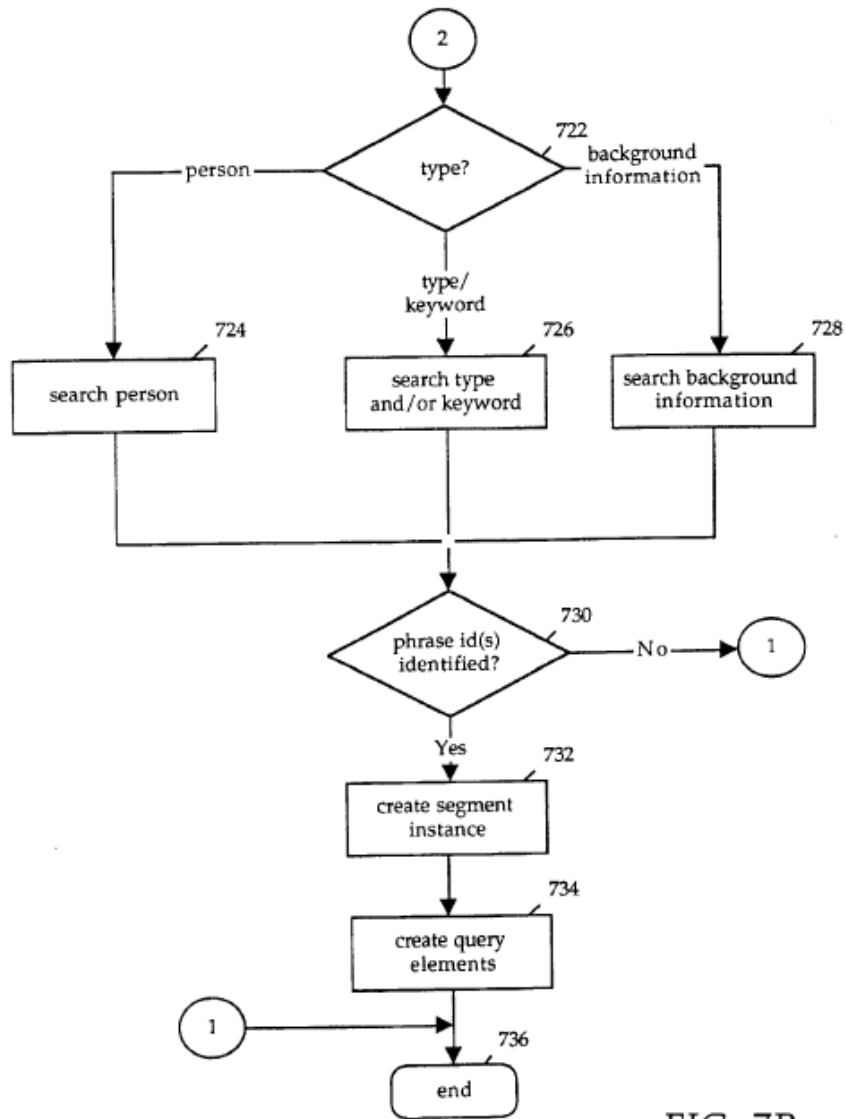 2
722
type?
person
background
information
type/
keyword
724
726
728
search person
search type
and/or keyword
search background
information
730
phrase id(s)
identified?
No
1
Yes
732
create segment
instance
734
create query
elements
1
736
end
FIG. 7B